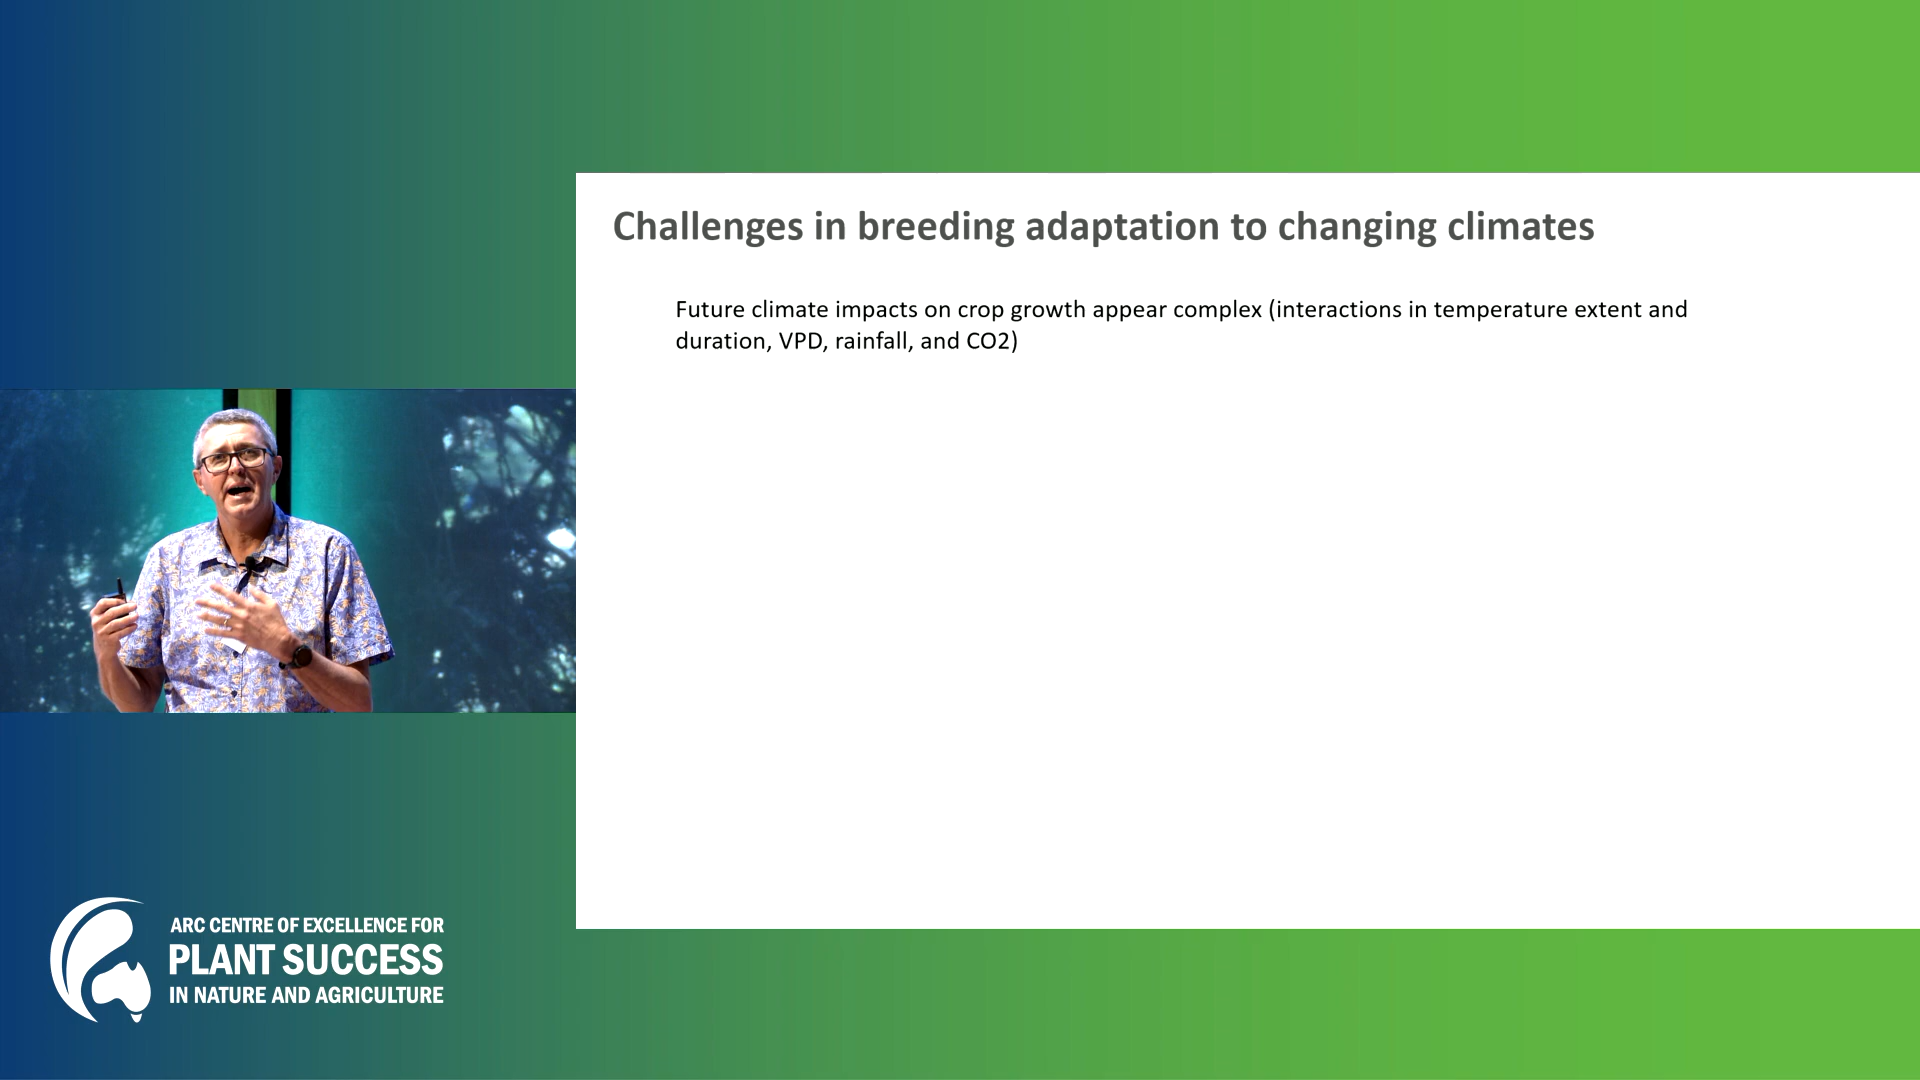 Challenges in breeding adaptation to changing climates
Future climate impacts on crop growth appear complex (interactions in temperature extent and
duration, VPD, rainfall, and CO2)
ARC CENTRE OF EXCELLENCE FOR
PLANT SUCCESS
IN NATURE AND AGRICULTURE